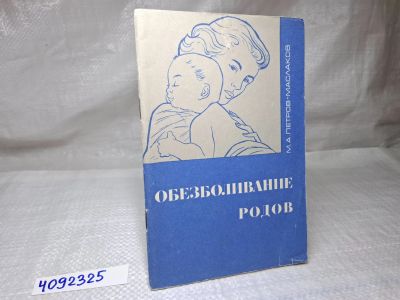 М.А. ПЕТРОВ-МАСЛАКОВ
ОБЕЗБОЛИВАНИЕ
РОДОВ
4092325